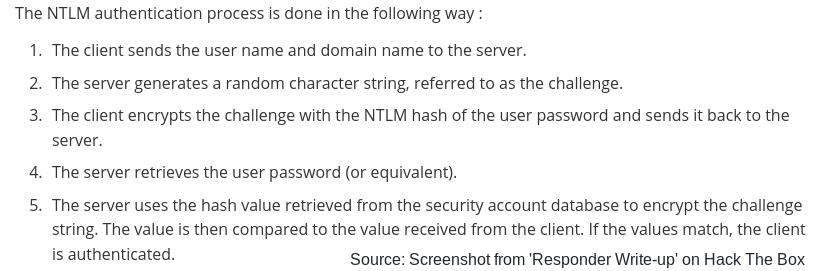 The NTLM authentication process is done in the following way :
1. The client sends the user name and domain name to the server.
2. The server generates a random character string, referred to as the challenge.
3. The client encrypts the challenge with the NTLM hash of the user password and sends it back to the
server.
4. The server retrieves the user password (or equivalent).
5. The server uses the hash value retrieved from the security account database to encrypt the challenge
string. The value is then compared to the value received from the client. If the values match, the client
is authenticated.
Source: Screenshot from 'Responder Write-up' on Hack The Box